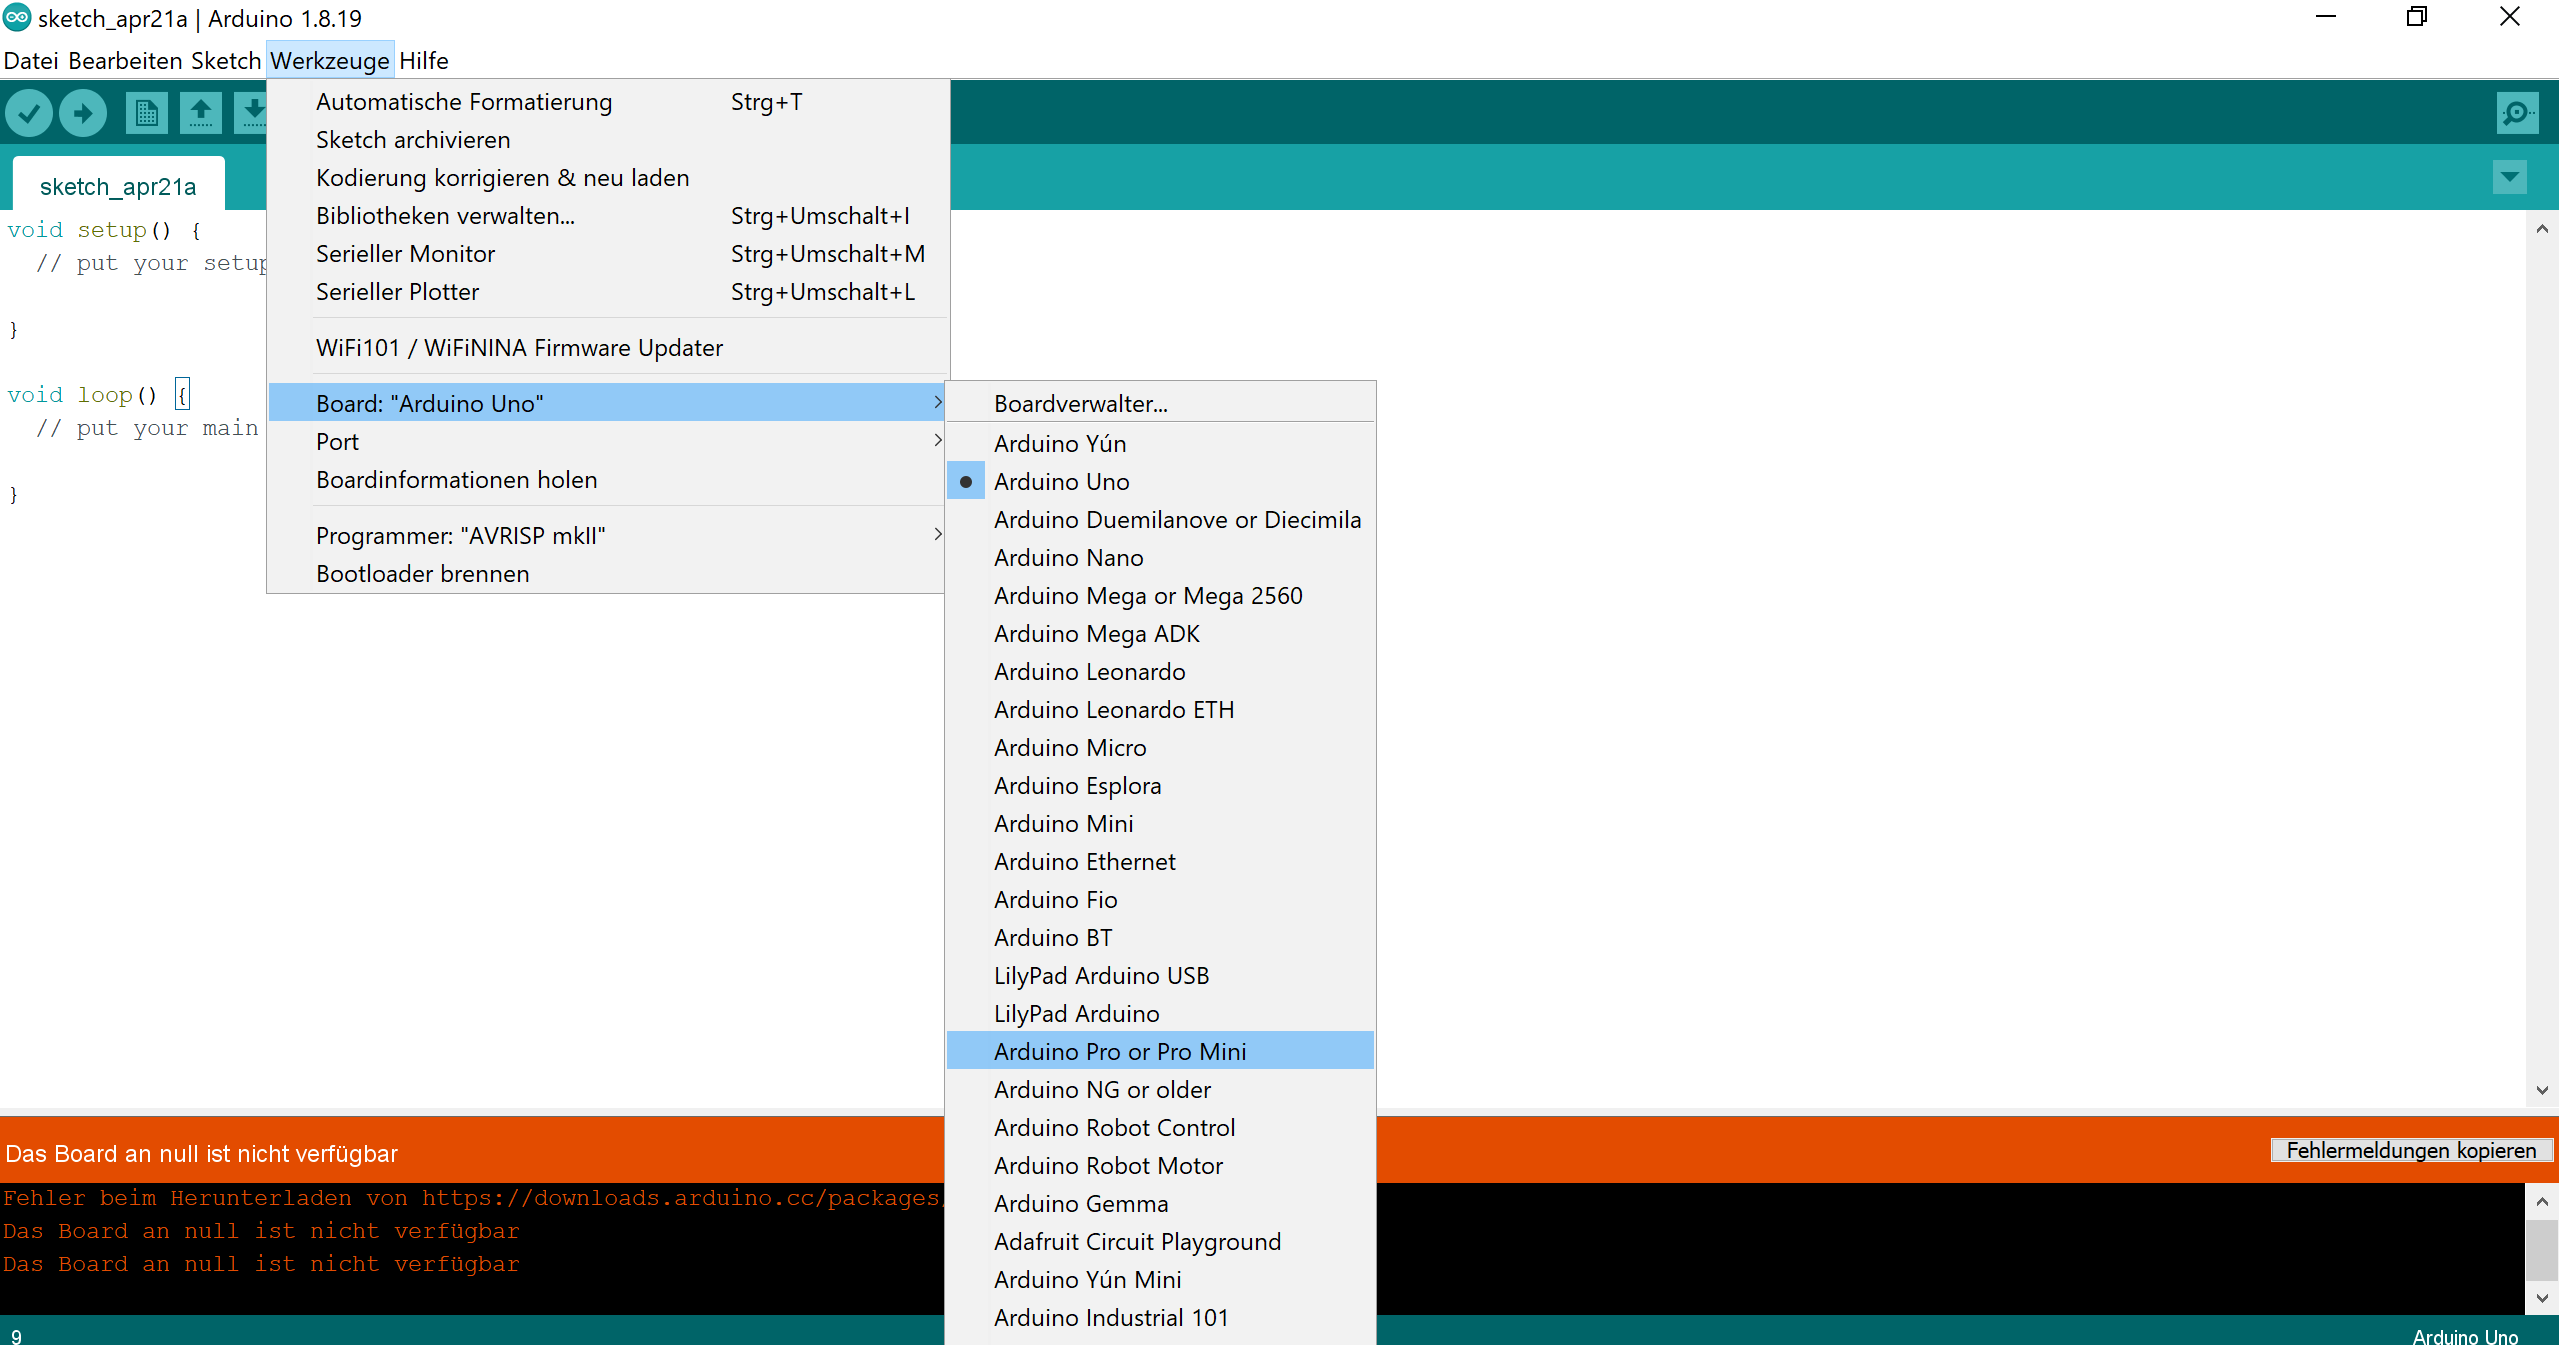 sketch_apr21a | Arduino 1.8.19
Datei Bearbeiten Sketch Werkzeuge Hilfe
sketch_apr21a
void setup() {
// put your setup
}
void loop() {
// put your main
}
Automatische Formatierung Strg+T
Sketch archivieren
Kodierung korrigieren & neu laden
Bibliotheken verwalten... Strg+Umschalt+I
Serieller Monitor Strg+Umschalt+M
Serieller Plotter Strg+Umschalt+L
WiFi101 / WiFiNINA Firmware Updater
Board: "Arduino Uno"
Port
Boardinformationen holen
Programmer: "AVRISP mkII"
Bootloader brennen
Boardverwalter...
Arduino Yún
Arduino Uno
Arduino Duemilanove or Diecimila
Arduino Nano
Arduino Mega or Mega 2560
Arduino Mega ADK
Arduino Leonardo
Arduino Leonardo ETH
Arduino Micro
Arduino Esplora
Arduino Mini
Arduino Ethernet
Arduino Fio
Arduino BT
LilyPad Arduino USB
LilyPad Arduino
Arduino Pro or Pro Mini
Arduino NG or older
Arduino Robot Control
Arduino Robot Motor
Arduino Gemma
Adafruit Circuit Playground
Arduino Yún Mini
Arduino Industrial 101
Das Board an null ist nicht verfügbar
Fehlermeldungen kopieren
Fehler beim Herunterladen von https://downloads.arduino.cc/packages
Das Board an null ist nicht verfügbar
Das Board an null ist nicht verfügbar
9
Arduino Uno